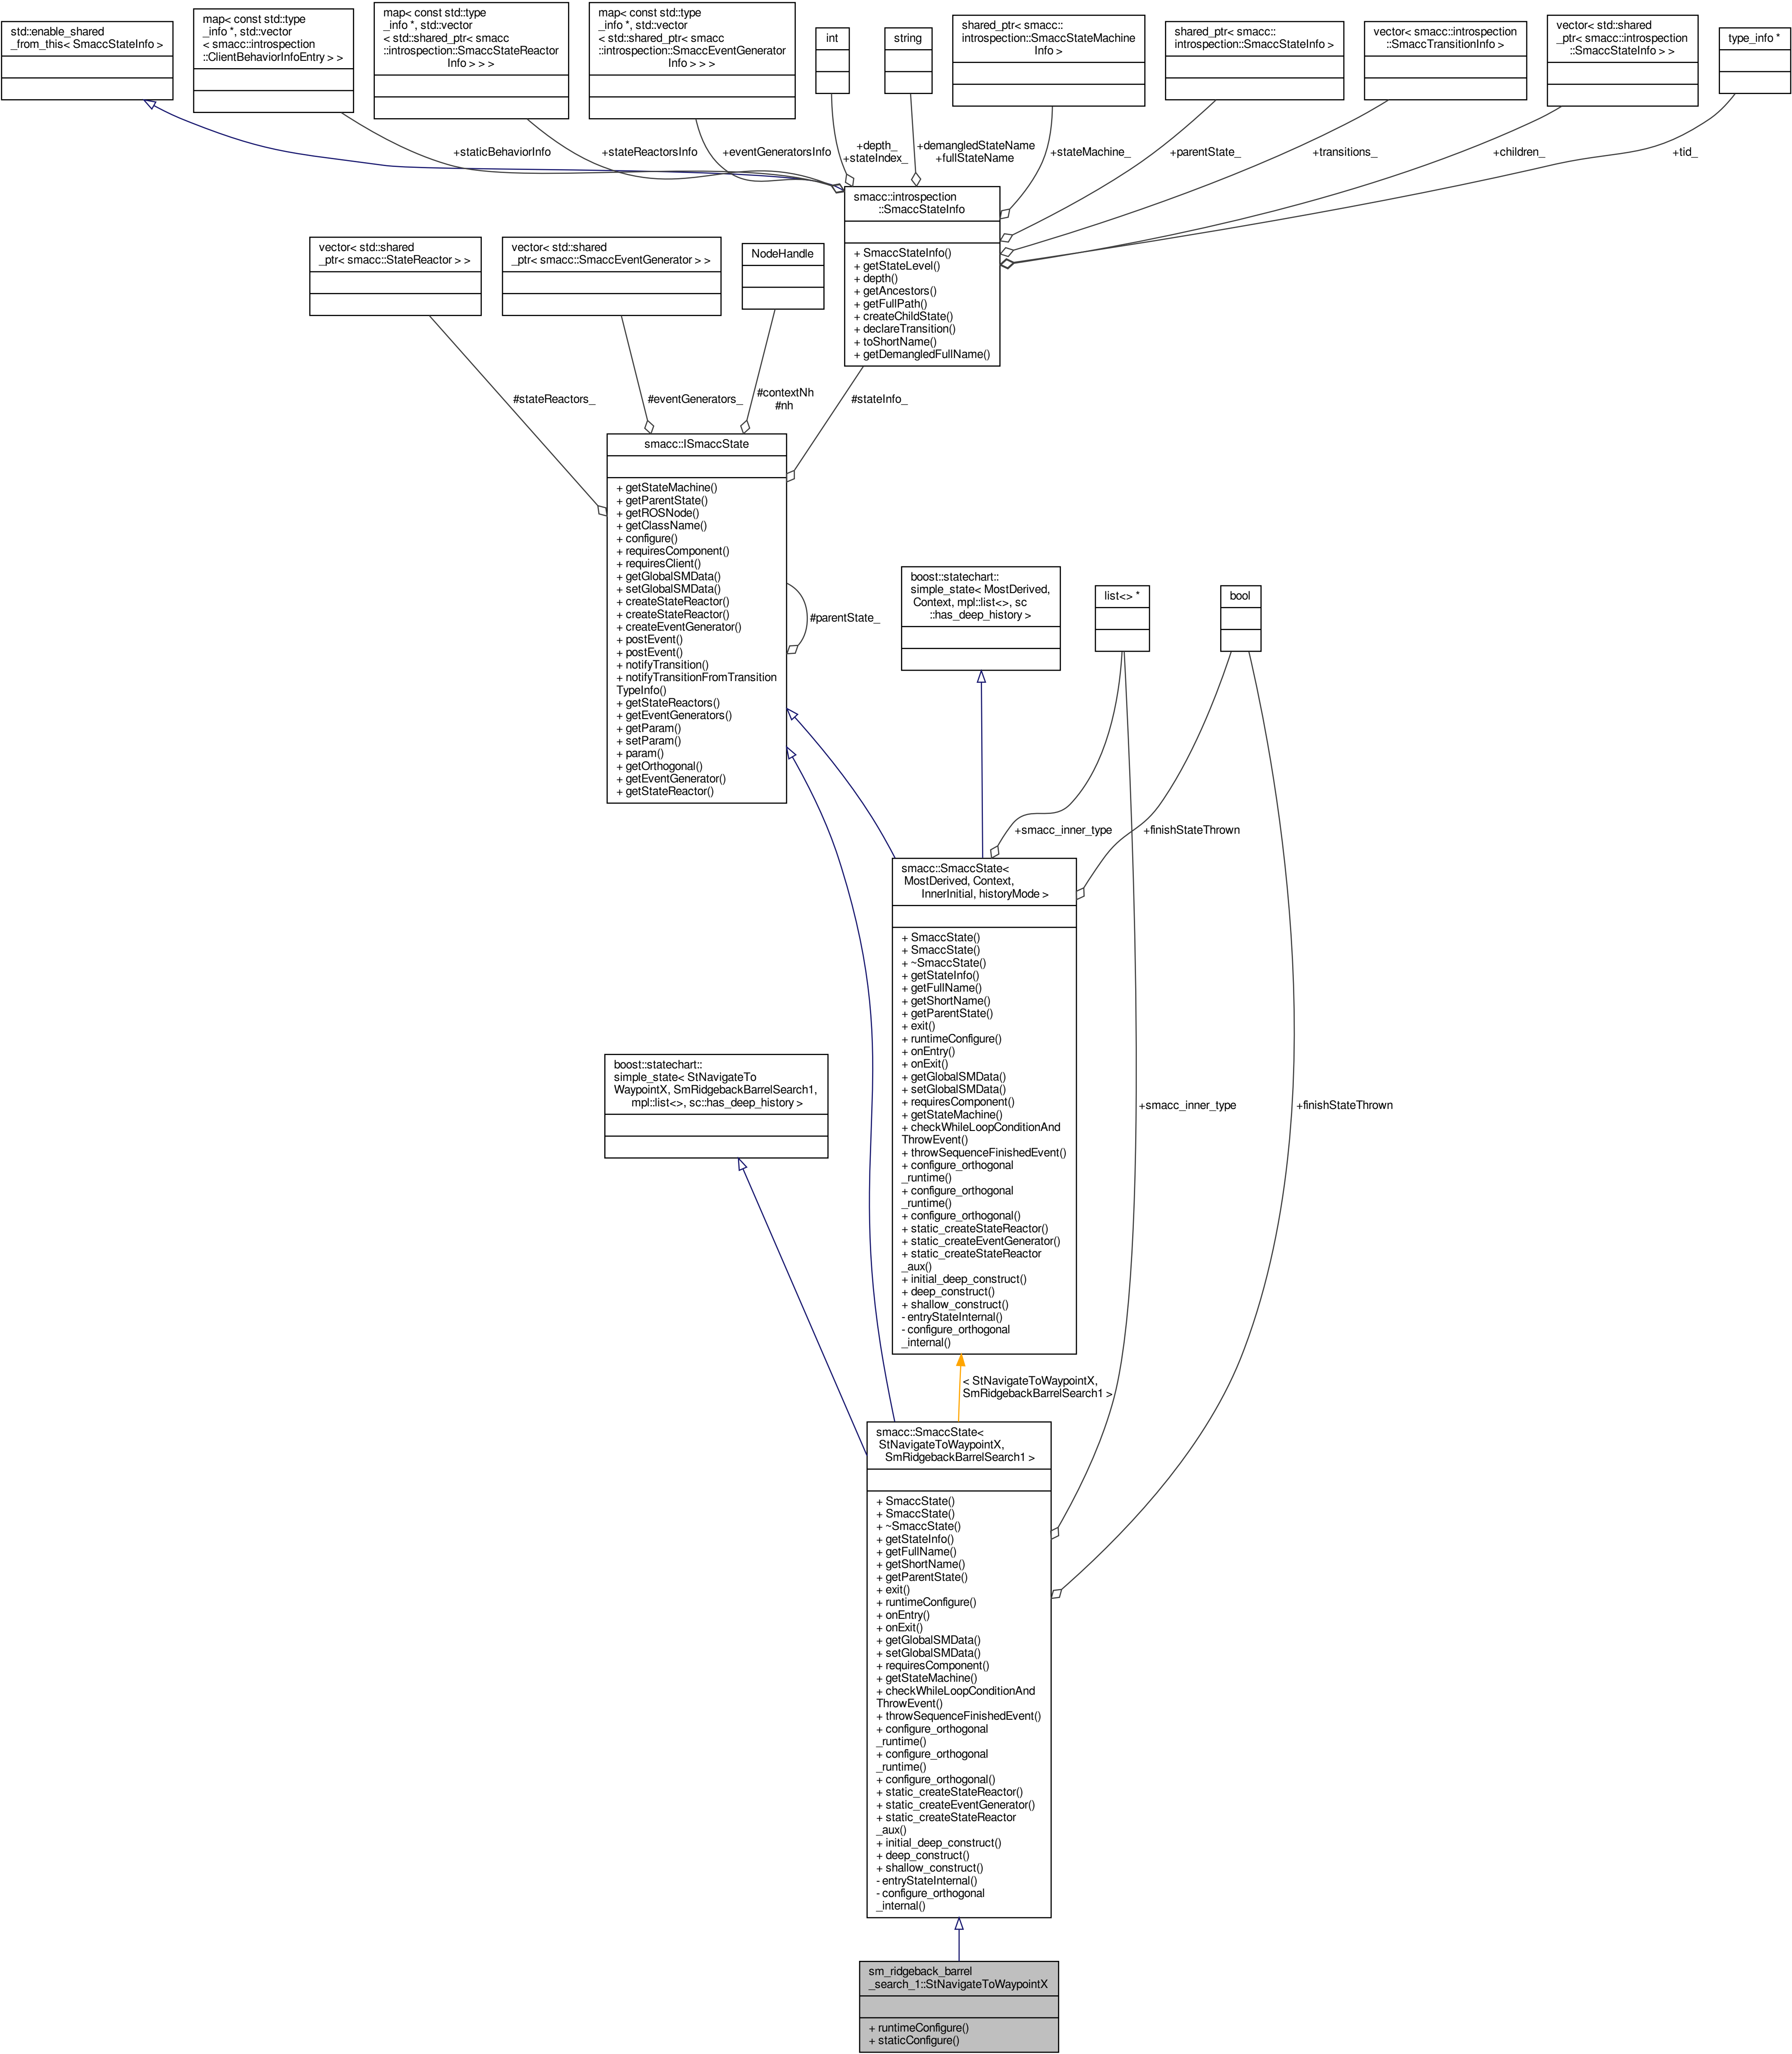 std::enable_shared
_from_this< SmaccStateInfo >
map< const std::type
_info *, std::vector
< smacc::introspection
::ClientBehaviorInfoEntry > >
map< const std::type
_info *, std::vector
< std::shared_ptr< smacc
::introspection::SmaccStateReactor
Info > > >
map< const std::type
_info *, std::vector
< std::shared_ptr< smacc
::introspection::SmaccEventGenerator
Info > > >
int
string
shared_ptr< smacc::
introspection::SmaccStateMachine
Info >
shared_ptr< smacc::
introspection::SmaccStateInfo >
vector< smacc::introspection
::SmaccTransitionInfo >
vector< std::shared
_ptr< smacc::introspection
::SmaccStateInfo > >
type_info *
+staticBehaviorInfo
+stateReactorsInfo
+eventGeneratorsInfo
+depth_
+stateIndex_
+demangledStateName
+fullStateName
+stateMachine_
+parentState_
+transitions_
+children_
+tid_
smacc::introspection
::SmaccStateInfo
+ SmaccStateInfo()
+ getStateLevel()
+ depth()
+ getAncestors()
+ getFullPath()
+ createChildState()
+ declareTransition()
+ toShortName()
+ getDemangledFullName()
vector< std::shared
_ptr< smacc::StateReactor > >
vector< std::shared
_ptr< smacc::SmaccEventGenerator > >
NodeHandle
#stateReactors_
#eventGenerators_
#contextNh
#nh
#stateInfo_
smacc::ISmaccState
+ getStateMachine()
+ getParentState()
+ getROSNode()
+ getClassName()
+ configure()
+ requiresComponent()
+ requiresClient()
+ getGlobalSMData()
+ setGlobalSMData()
+ createStateReactor()
+ createStateReactor()
+ createEventGenerator()
+ postEvent()
+ postEvent()
+ notifyTransition()
+ notifyTransitionFromTransition
TypeInfo()
+ getStateReactors()
+ getEventGenerators()
+ getParam()
+ setParam()
+ param()
+ getOrthogonal()
+ getEventGenerator()
+ getStateReactor()
#parentState_
boost::statechart::
simple_state< MostDerived,
Context, mpl::list<>, sc
::has_deep_history >
list<> *
bool
+smacc_inner_type
+finishStateThrown
smacc::SmaccState<
MostDerived, Context,
InnerInitial, historyMode >
+ SmaccState()
+ SmaccState()
+ ~SmaccState()
+ getStateInfo()
+ getFullName()
+ getShortName()
+ getParentState()
+ exit()
+ runtimeConfigure()
+ onEntry()
+ onExit()
+ getGlobalSMData()
+ setGlobalSMData()
+ requiresComponent()
+ getStateMachine()
+ checkWhileLoopConditionAnd
ThrowEvent()
+ throwSequenceFinishedEvent()
+ configure_orthogonal
_runtime()
+ configure_orthogonal
_runtime()
+ configure_orthogonal()
+ static_createStateReactor()
+ static_createEventGenerator()
+ static_createStateReactor
_aux()
+ initial_deep_construct()
+ deep_construct()
+ shallow_construct()
- entryStateInternal()
- configure_orthogonal
_internal()
boost::statechart::
simple_state< StNavigateTo
WaypointX, SmRidgebackBarrelSearch1,
mpl::list<>, sc::has_deep_history >
+smacc_inner_type
+finishStateThrown
< StNavigateToWaypointX,
SmRidgebackBarrelSearch1 >
smacc::SmaccState<
StNavigateToWaypointX,
SmRidgebackBarrelSearch1 >
+ SmaccState()
+ SmaccState()
+ ~SmaccState()
+ getStateInfo()
+ getFullName()
+ getShortName()
+ getParentState()
+ exit()
+ runtimeConfigure()
+ onEntry()
+ onExit()
+ getGlobalSMData()
+ setGlobalSMData()
+ requiresComponent()
+ getStateMachine()
+ checkWhileLoopConditionAnd
ThrowEvent()
+ throwSequenceFinishedEvent()
+ configure_orthogonal
_runtime()
+ configure_orthogonal
_runtime()
+ configure_orthogonal()
+ static_createStateReactor()
+ static_createEventGenerator()
+ static_createStateReactor
_aux()
+ initial_deep_construct()
+ deep_construct()
+ shallow_construct()
- entryStateInternal()
- configure_orthogonal
_internal()
sm_ridgeback_barrel
_search_1::StNavigateToWaypointX
+ runtimeConfigure()
+ staticConfigure()